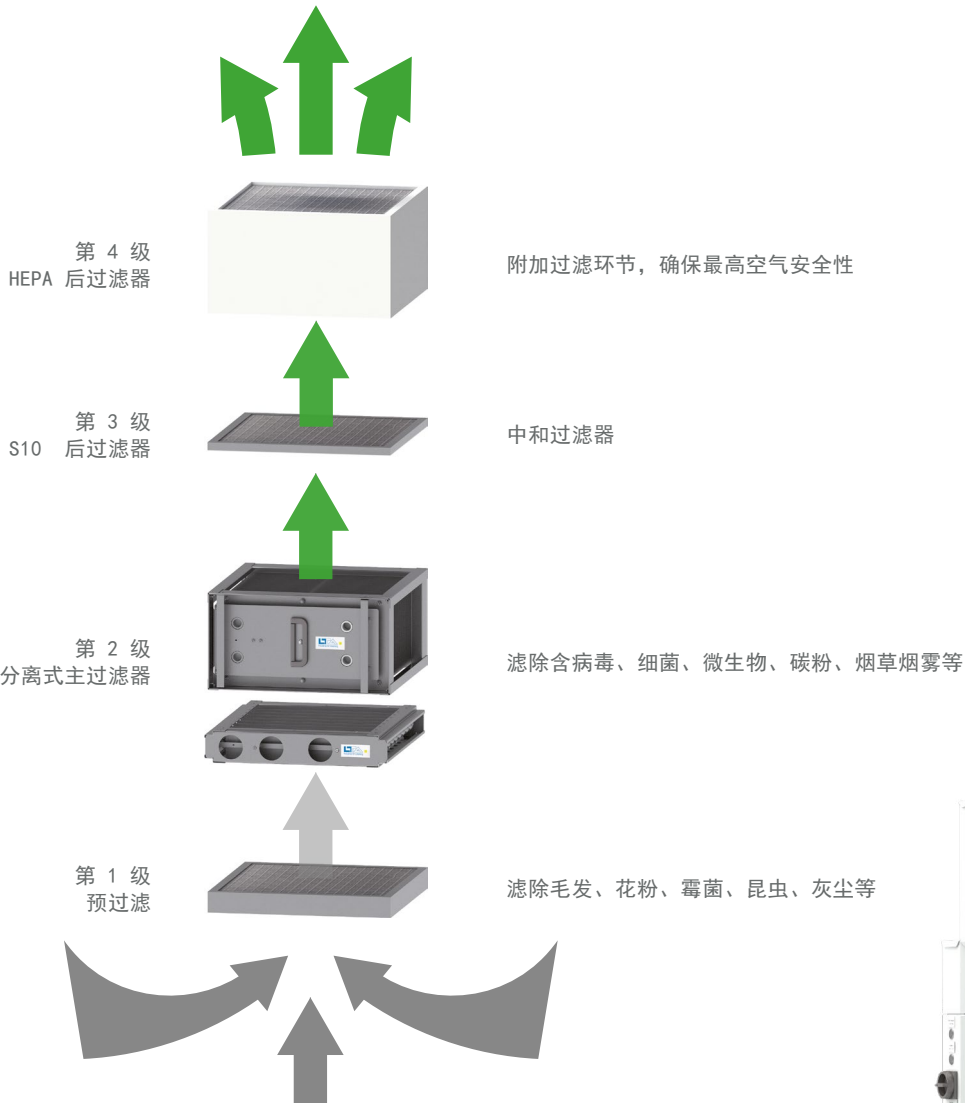 第 4 级
HEPA 后过滤器
附加过滤环节，确保最高空气安全性
第 3 级
S10 后过滤器
中和过滤器
第 2 级
分离式主过滤器
滤除含病毒、细菌、微生物、碳粉、烟草烟雾等
第 1 级
预过滤
滤除毛发、花粉、霉菌、昆虫、灰尘等